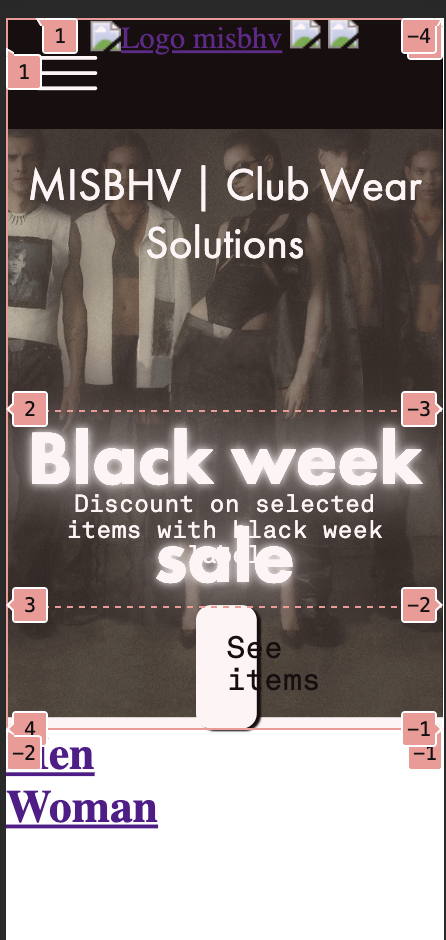 1
Logo misbhv
-4
1
MISBHV | Club Wear
Solutions
2
-3
Black week
Discount on selected
items with black week
sale
3
-2
See
items
4
-1
-2
-1
Men
Woman